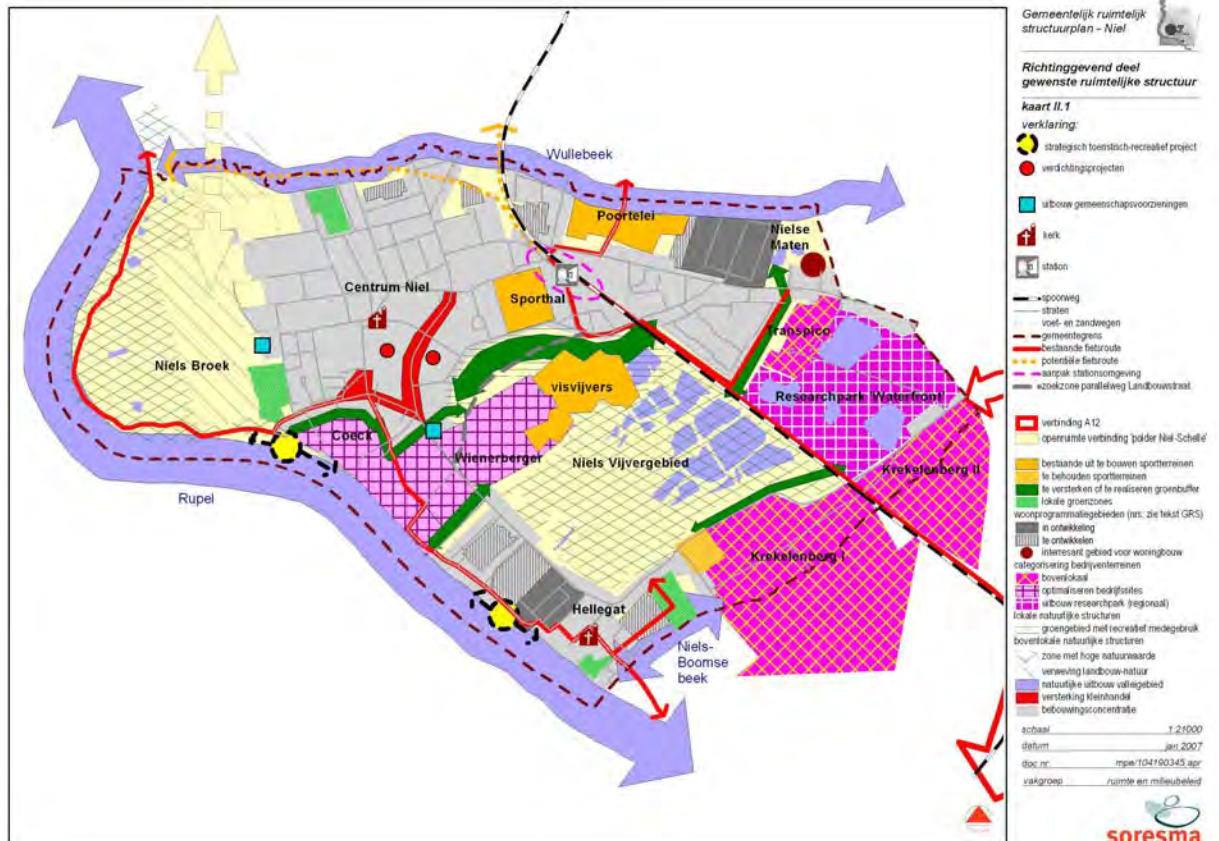 Gemeentelijk ruimtelijk
structuurplan - Niel
Richtinggevend deel
gewenste ruimtelijke structuur
kaart II.1
verklaring:
strategisch toeristisch-recreatief project
verdichtingsprojecten
uitbouw gemeenschapsvoorzieningen
kerk
station
spoorweg
straten
voet- en zandwegen
gemeentegrens
bestaande fietsroute
potentiële fietsroute
aanpak stationsomgeving
zoekzone parallelweg Landbouwstraat
verbinding A12
openruimte verbinding 'polder Niel-Schelle'
bestaande uit te bouwen sportterreinen
te behouden sportterreinen
te versterken of te realiseren groenbuffer
lokale groenzones
woonprogrammatiegebieden (nrs: zie tekst GRS)
in ontwikkeling
te ontwikkelen
interresant gebied voor woningbouw
categorisering bedrijventerreinen
bovenlokaal
optimaliseren bedrijfssites
uitbouw researchpark (regionaal)
lokale natuurlijke structuren
groengebied met recreatief medegebruik
bovenlokale natuurlijke structuren
zone met hoge natuurwaarde
verweving landbouw-natuur
natuurlijke uitbouw valleigebied
versterking kleinhandel
bebouwingsconcentratie
schaal 1:21000
datum jan 2007
doc nr. mpe/104190345.apr
vakgroep ruimte en milieubeleid
soresma
Wullebeek
Poortelei
Nielse
Maten
Centrum Niel
Sporthal
Transpico
Niels Broek
visvijvers
Researchpark 'Waterfront'
Coeck
Wienerberger
Niels Vijvergebied
Krekelenberg II
Rupel
Krekelenberg I
Hellegat
Niels-
Boomse
beek